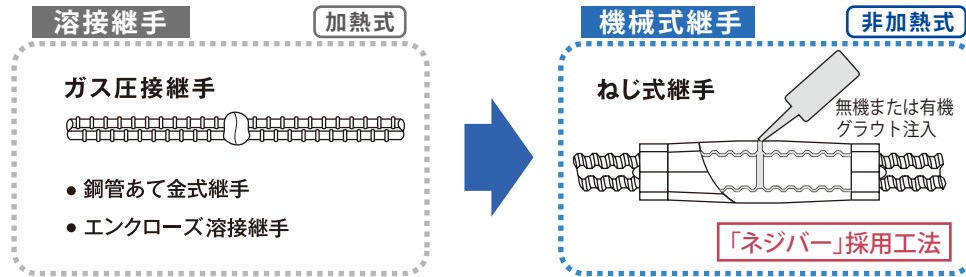 溶接継手
加熱式
ガス圧接継手
• 鋼管あて金式継手
• エンクローズ溶接継手
機械式継手
非加熱式
ねじ式継手
無機または有機
グラウト注入
「ネジバー」採用工法